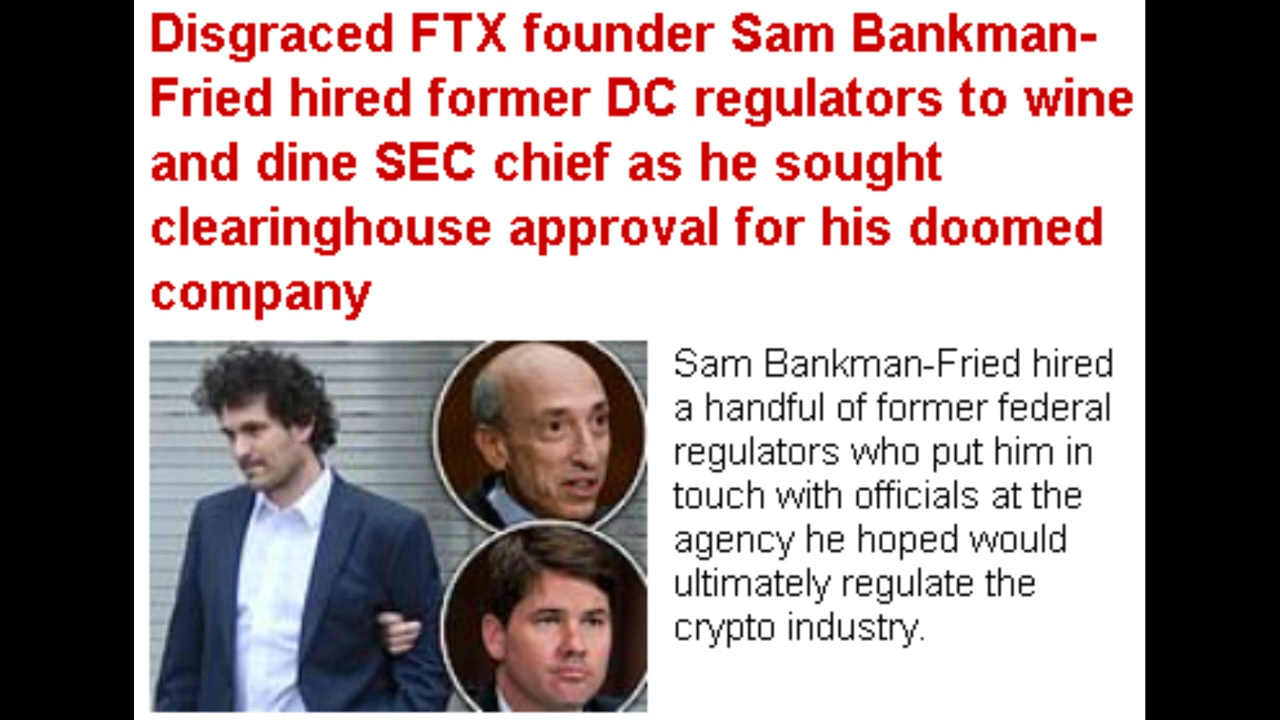 Disgraced FTX founder Sam Bankman-
Fried hired former DC regulators to wine
and dine SEC chief as he sought
clearinghouse approval for his doomed
company
Sam Bankman-Fried hired
a handful of former federal
regulators who put him in
touch with officials at the
agency he hoped would
ultimately regulate the
crypto industry.